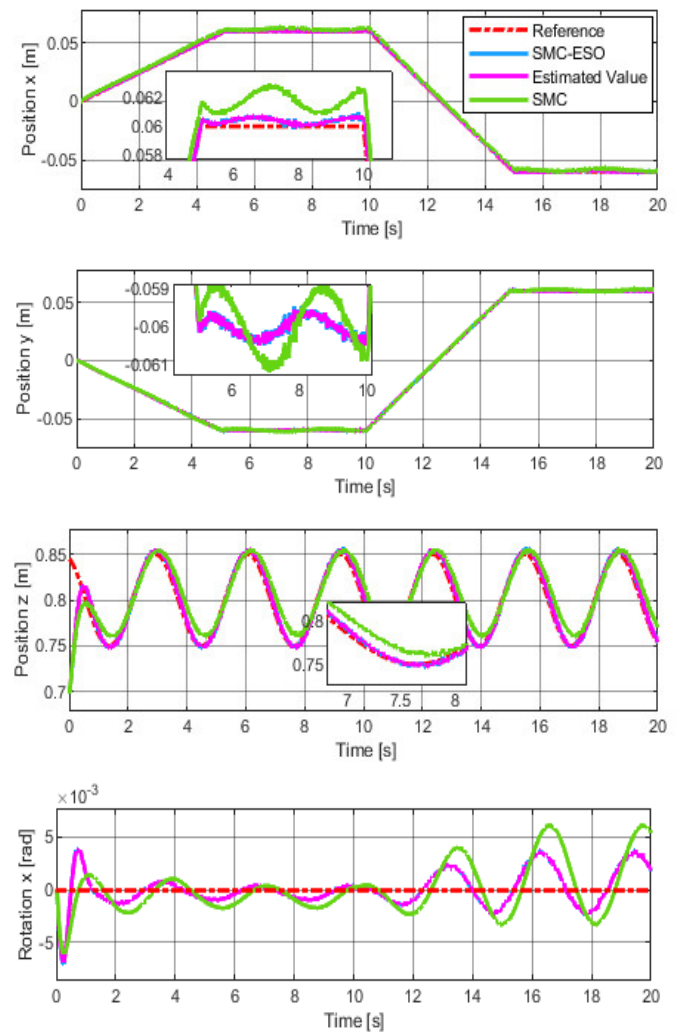 Position x [m]
0.05
0
-0.05
0.062
0.06
0.058
4 6 8 10
Reference
SMC-ESO
Estimated Value
SMC
0 2 4 6 8 10 12 14 16 18 20
Time [s]
Position y [m]
0.05
0
-0.05
-0.059
-0.06
-0.061
6 8 10
0 2 4 6 8 10 12 14 16 18 20
Time [s]
Position z [m]
0.85
0.8
0.75
0.7
0.8
0.75
7 7.5 8
0 2 4 6 8 10 12 14 16 18 20
Time [s]
×10⁻³
Rotation x [rad]
5
0
-5
0 2 4 6 8 10 12 14 16 18 20
Time [s]